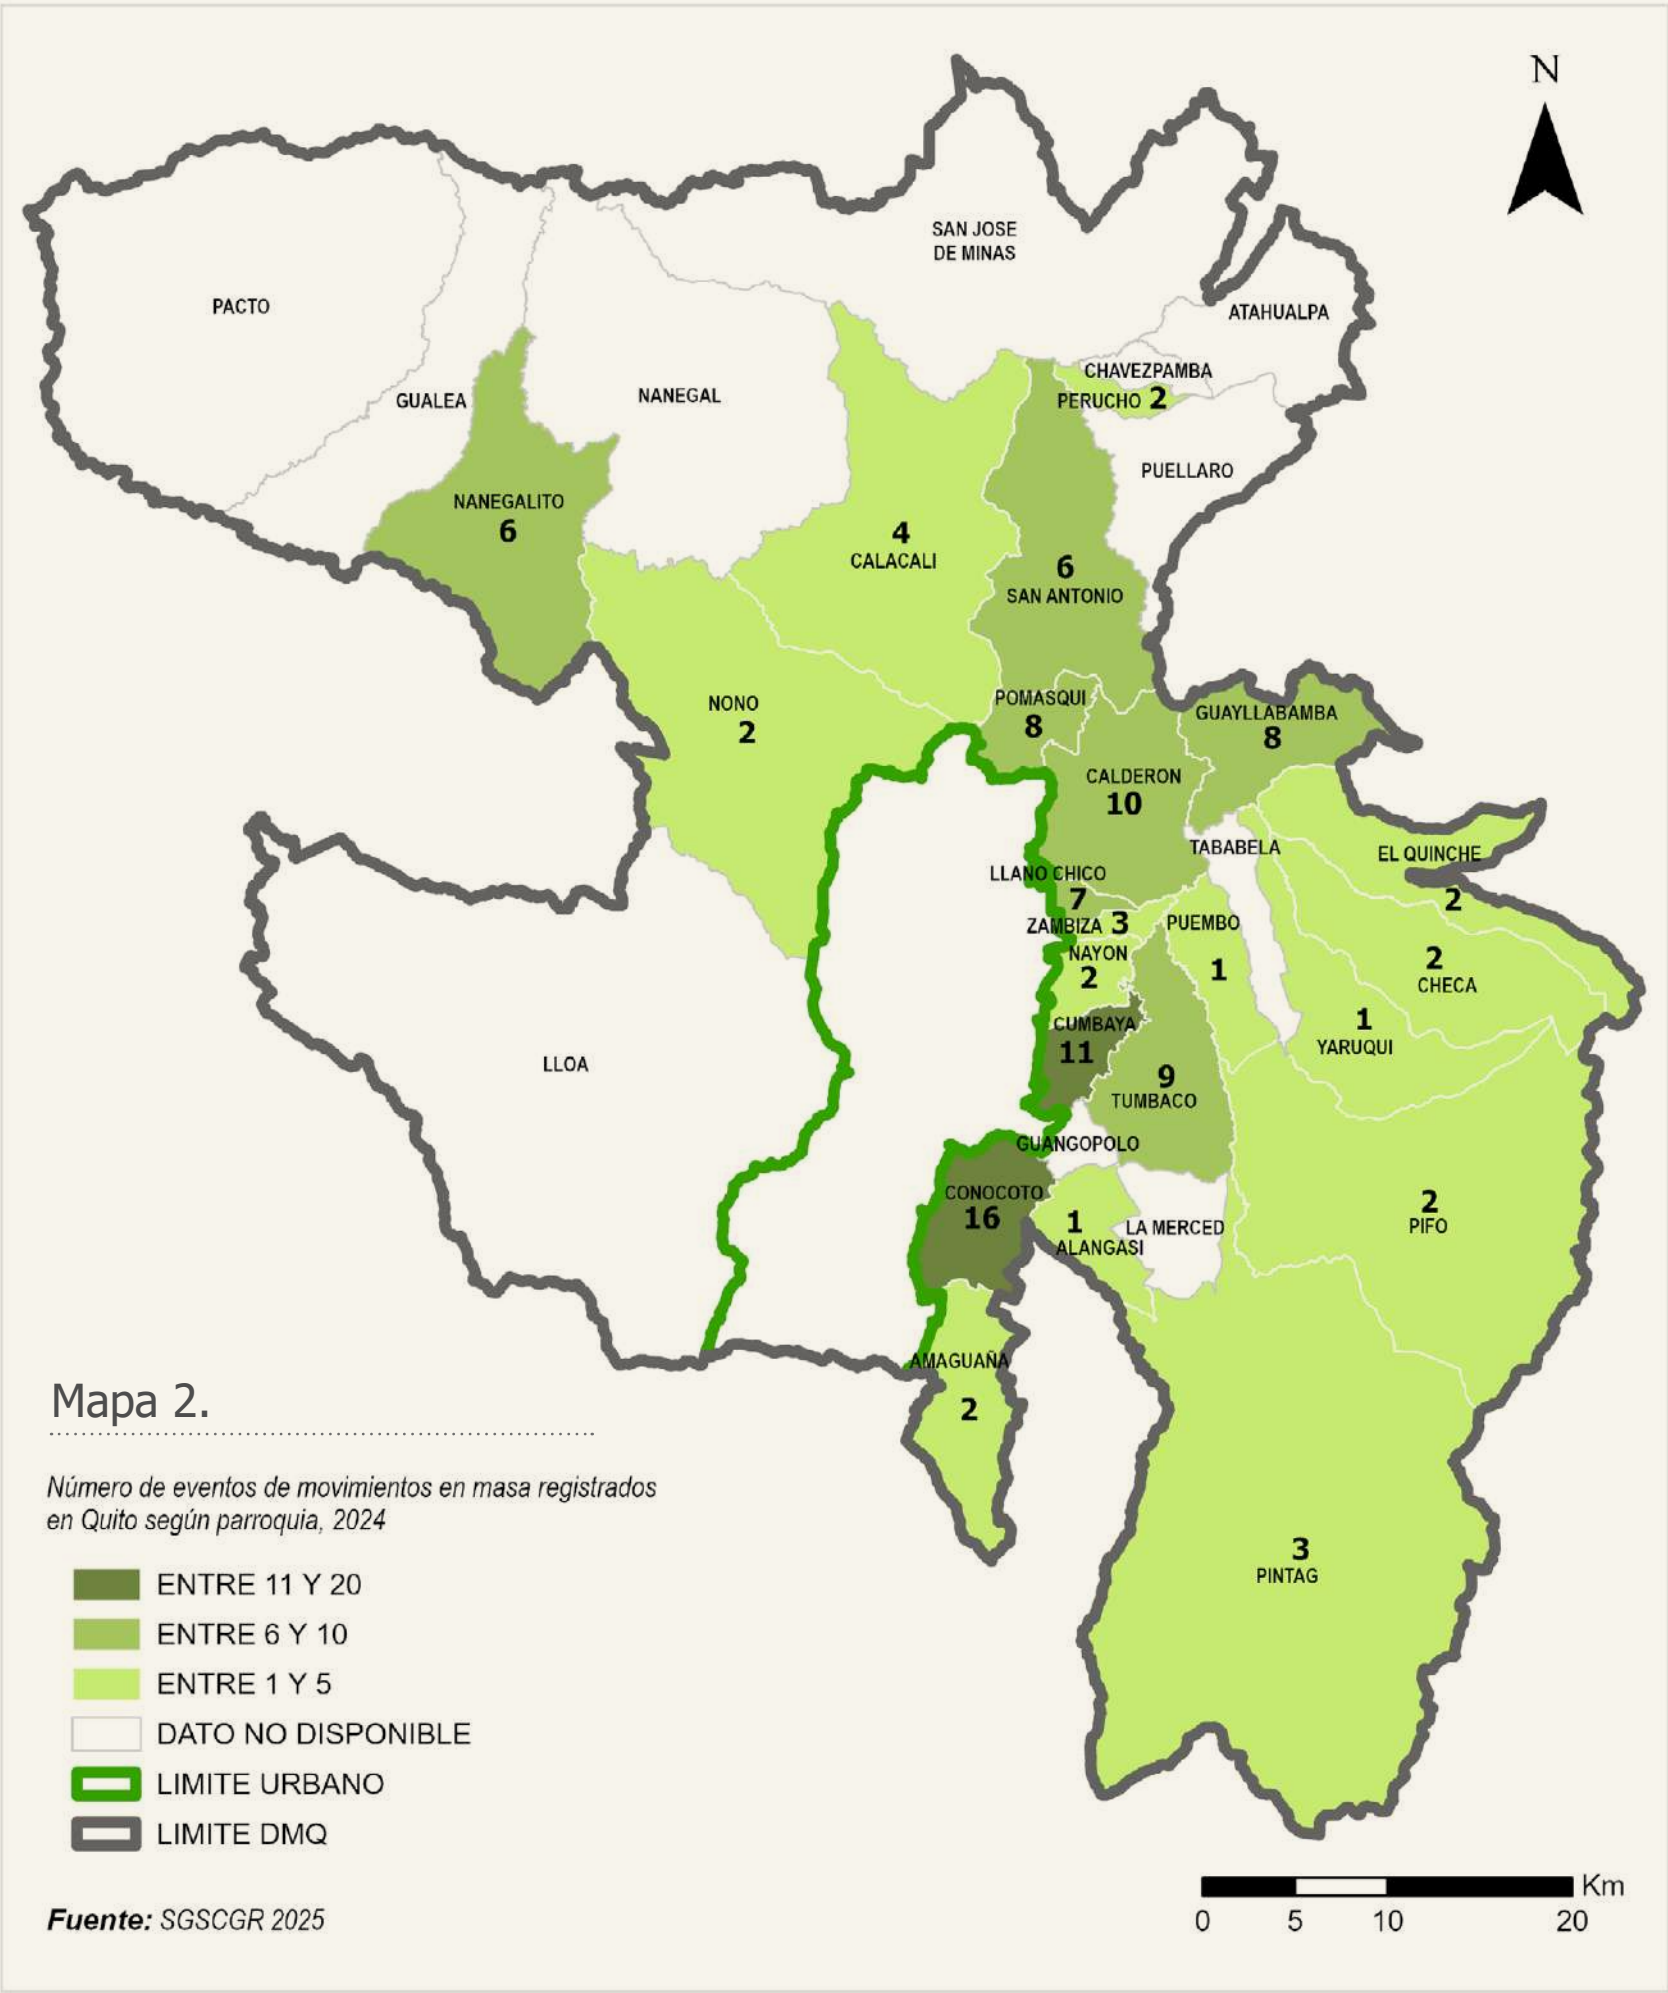 N
SAN JOSE
DE MINAS
PACTO
ATAHUALPA
CHAVEZPAMBA
GUALEA
NANEGAL
PERUCHO 2
PUELLARO
NANEGALITO
6
4
CALACALI
6
SAN ANTONIO
NONO
2
POMASQUI
8
GUAYLLABAMBA
8
CALDERON
10
TABABELA
EL QUINCHE
2
LLANO CHICO
7
ZAMBIZA 3
PUEMBO
1
NAYON
2
2
CHECA
CUMBAYA
11
1
YARUQUI
LLOA
9
TUMBACO
GUANGOPOLO
CONOCOTO
16
1
ALANGASI
LA MERCED
2
PIFO
AMAGUAÑA
2
3
PINTAG
Mapa 2.
Número de eventos de movimientos en masa registrados
en Quito según parroquia, 2024
ENTRE 11 Y 20
ENTRE 6 Y 10
ENTRE 1 Y 5
DATO NO DISPONIBLE
LIMITE URBANO
LIMITE DMQ
Fuente: SGSCGR 2025
Km
0 5 10 20